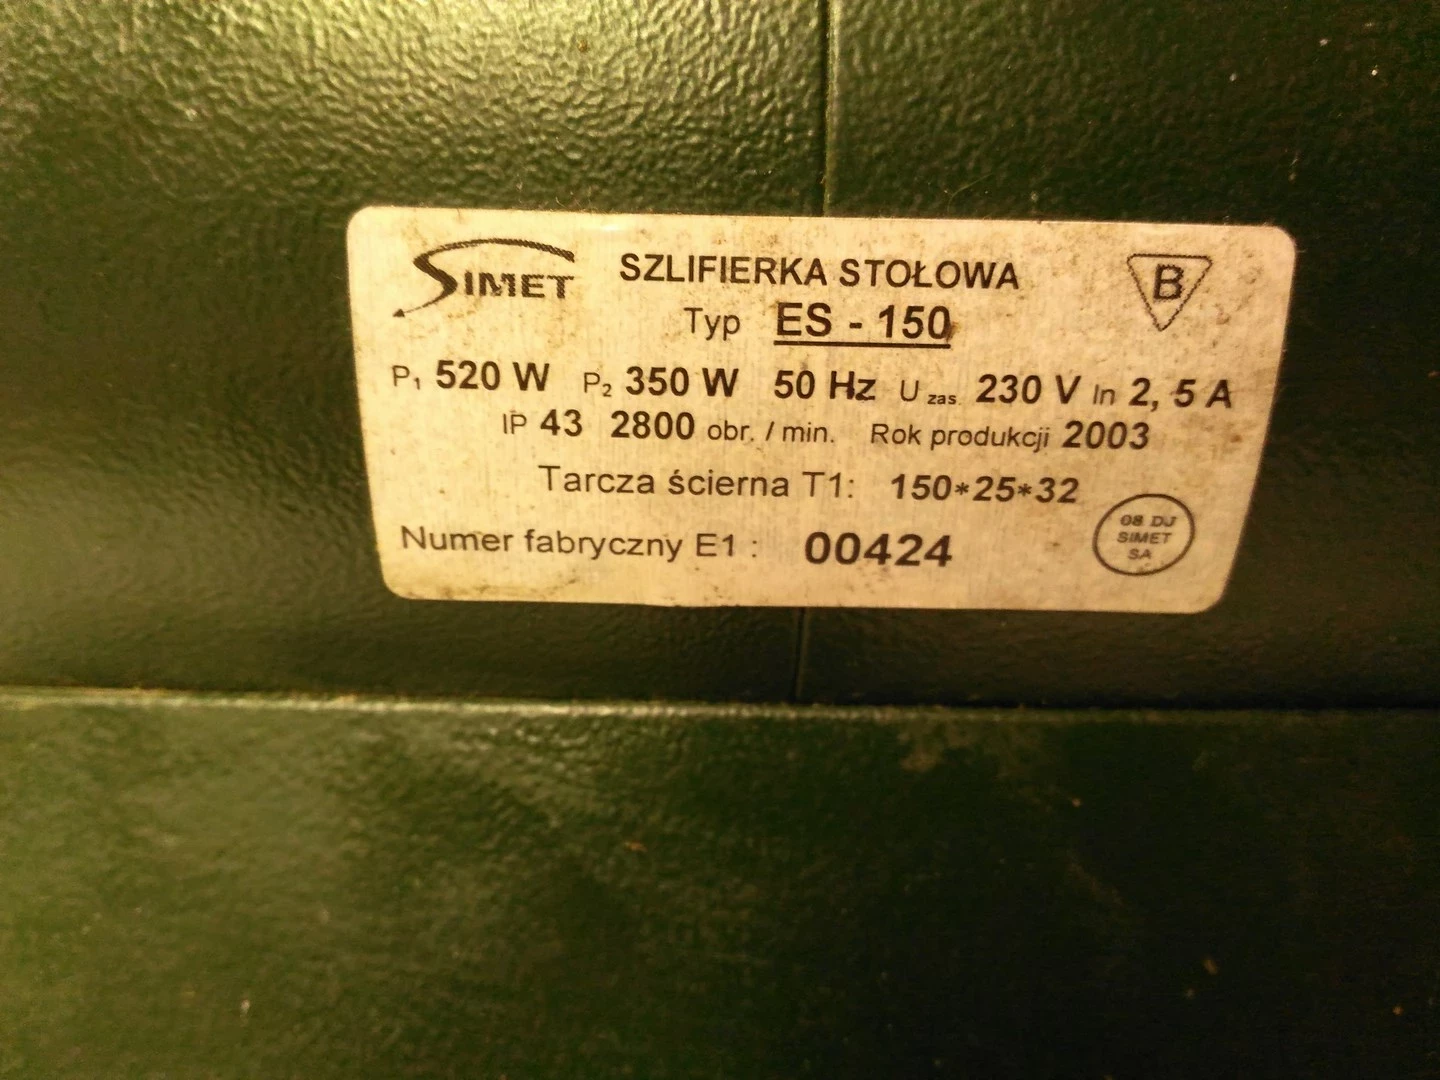 SIMET SZLIFIERKA STOŁOWA B
Typ ES - 150
P1 520 W P2 350 W 50 Hz U zas. 230 V In 2, 5 A
IP 43 2800 obr. / min. Rok produkcji 2003
Tarcza ścierna T1: 150*25*32
Numer fabryczny E1 : 00424
08 DJ
SIMET
SA